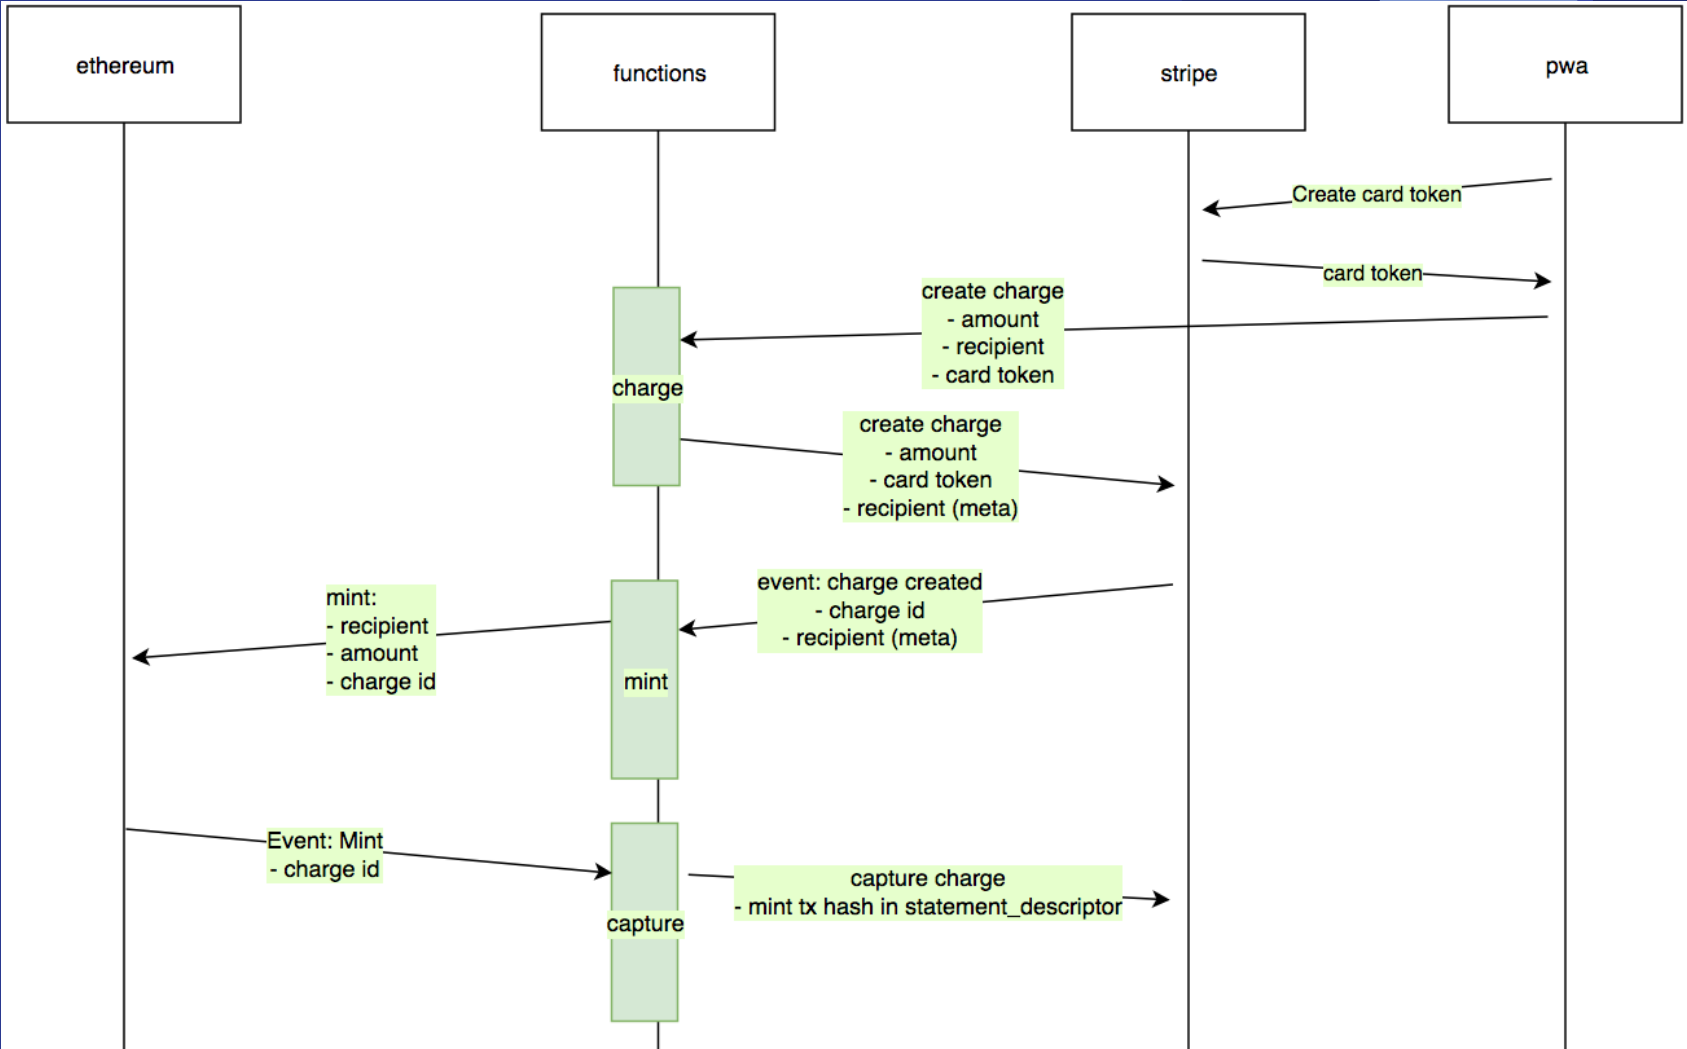 ethereum
functions
stripe
pwa
Create card token
card token
create charge
- amount
- recipient
- card token
charge
create charge
- amount
- card token
- recipient (meta)
event: charge created
- charge id
- recipient (meta)
mint:
- recipient
- amount
- charge id
mint
Event: Mint
- charge id
capture charge
- mint tx hash in statement_descriptor
capture